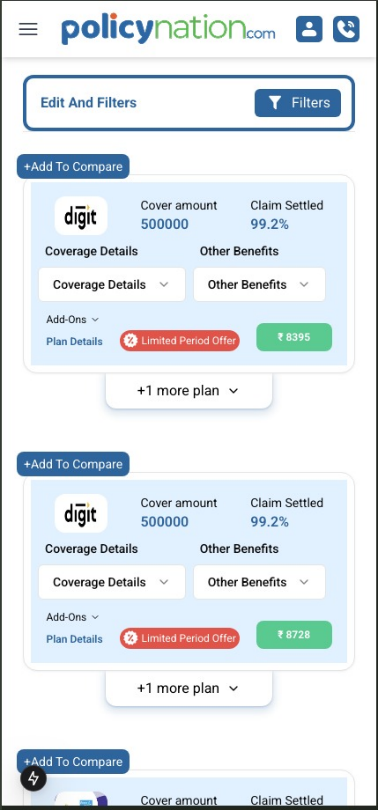 policynation.com
Edit And Filters
Filters
+Add To Compare
digit
Cover amount
Claim Settled
500000
99.2%
Coverage Details
Other Benefits
Coverage Details
Other Benefits
Add-Ons
Plan Details
Limited Period Offer
₹ 8395
+1 more plan
+Add To Compare
digit
Cover amount
Claim Settled
500000
99.2%
Coverage Details
Other Benefits
Coverage Details
Other Benefits
Add-Ons
Plan Details
Limited Period Offer
₹ 8728
+1 more plan
+Add To Compare
Cover amount
Claim Settled